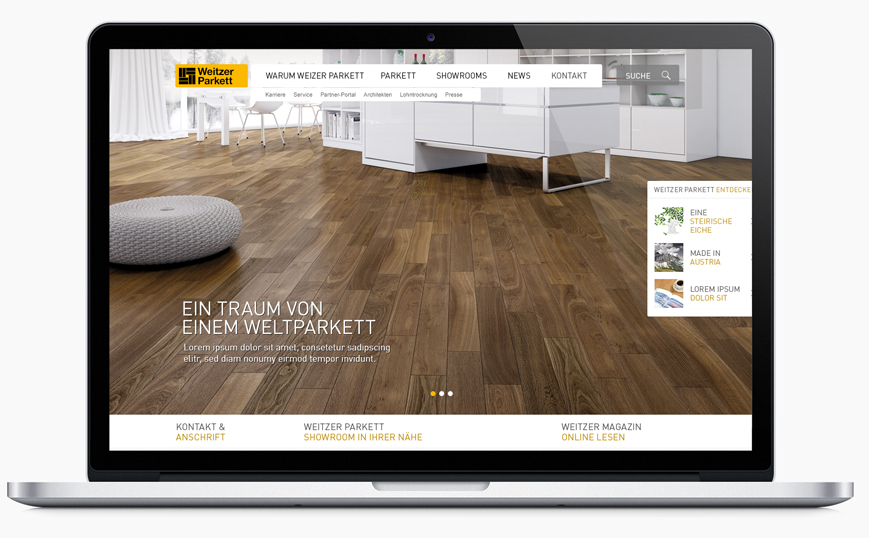 Weitzer
Parkett
WARUM WEIZER PARKETT PARKETT SHOWROOMS NEWS KONTAKT SUCHE
Karriere Service Partner-Portal Architekten Lohntrocknung Presse
WEITZER PARKETT ENTDECKE
EINE
STEIRISCHE
EICHE
MADE IN
AUSTRIA
LOREM IPSUM
DOLOR SIT
EIN TRAUM VON
EINEM WELTPARKETT
Lorem ipsum dolor sit amet, consetetur sadipscing
elitr, sed diam nonumy eirmod tempor invidunt.
KONTAKT &
ANSCHRIFT
WEITZER PARKETT
SHOWROOM IN IHRER NÄHE
WEITZER MAGAZIN
ONLINE LESEN